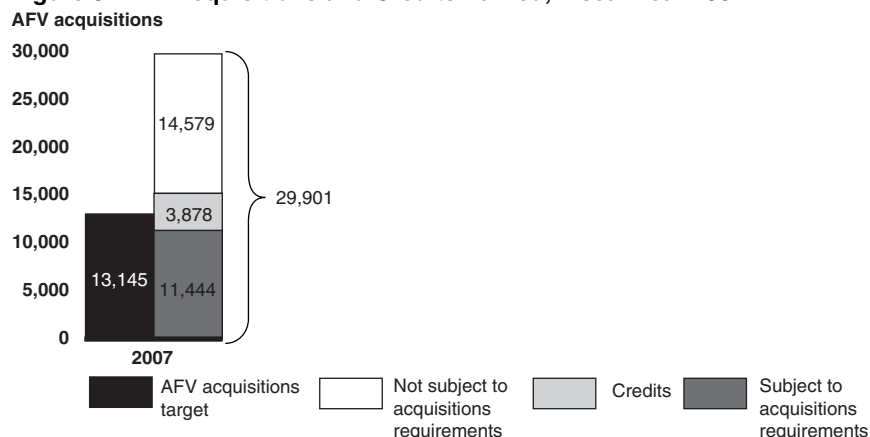 AFV acquisitions
30,000
25,000
20,000
15,000
10,000
5,000
0
14,579
3,878
29,901
13,145
11,444
2007
AFV acquisitions
target
Not subject to
acquisitions
requirements
Credits
Subject to
acquisitions
requirements